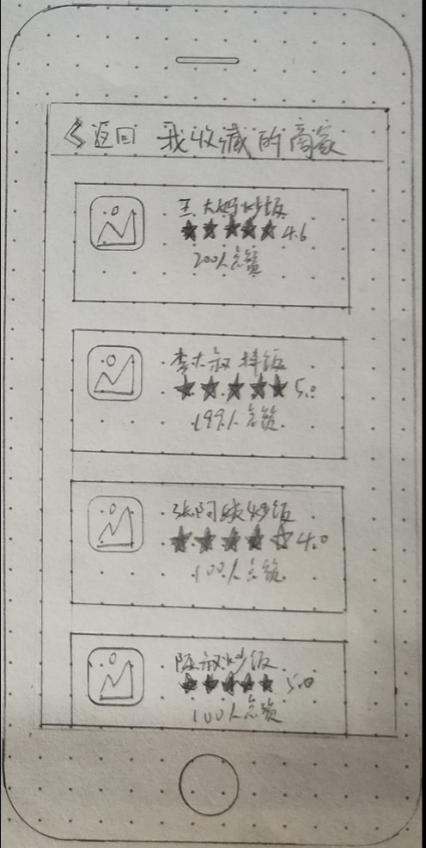 返回 我收藏的商家
王大妈炒饭
★★★★★ 4.6
200人点赞
李大叔拌饭
★★★★★ 5.0
199人点赞
张阿姨炒饭
★★★★☆ 4.0
100人点赞
陈叔炒饭
★★★★★ 5.0
100人点赞